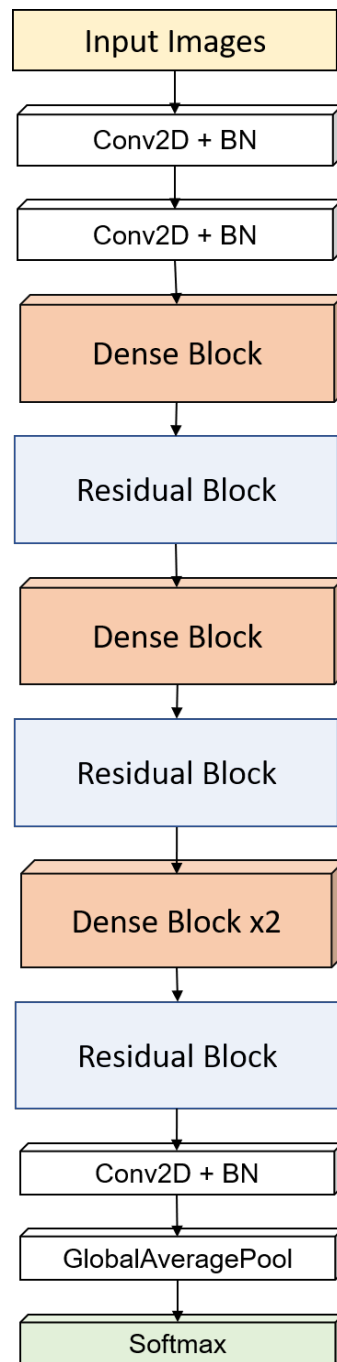 Input Images
Conv2D + BN
Conv2D + BN
Dense Block
Residual Block
Dense Block
Residual Block
Dense Block x2
Residual Block
Conv2D + BN
GlobalAveragePool
Softmax